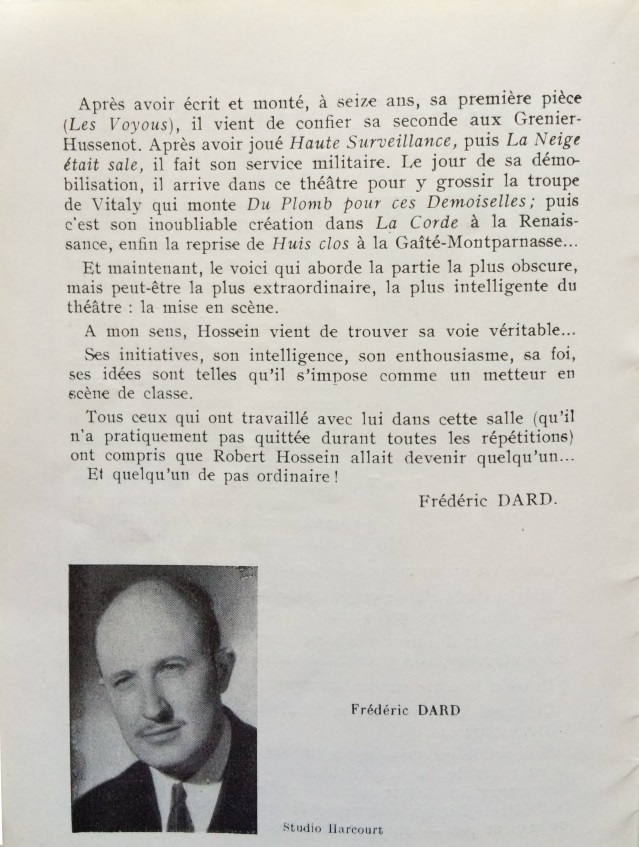 Après avoir écrit et monté, à seize ans, sa première pièce
(Les Voyous), il vient de confier sa seconde aux Grenier-
Hussenot. Après avoir joué Haute Surveillance, puis La Neige
était sale, il fait son service militaire. Le jour de sa démo-
bilisation, il arrive dans ce théâtre pour y grossir la troupe
de Vitaly qui monte Du Plomb pour ces Demoiselles; puis
c'est son inoubliable création dans La Corde à la Renais-
sance, enfin la reprise de Huis clos à la Gaîté-Montparnasse...
Et maintenant, le voici qui aborde la partie la plus obscure,
mais peut-être la plus extraordinaire, la plus intelligente du
théâtre : la mise en scène.
A mon sens, Hossein vient de trouver sa voie véritable...
Ses initiatives, son intelligence, son enthousiasme, sa foi,
ses idées sont telles qu'il s'impose comme un metteur en
scène de classe.
Tous ceux qui ont travaillé avec lui dans cette salle (qu'il
n'a pratiquement pas quittée durant toutes les répétitions)
ont compris que Robert Hossein allait devenir quelqu'un...
Et quelqu'un de pas ordinaire !
Frédéric DARD.
Frédéric DARD
Studio Harcourt